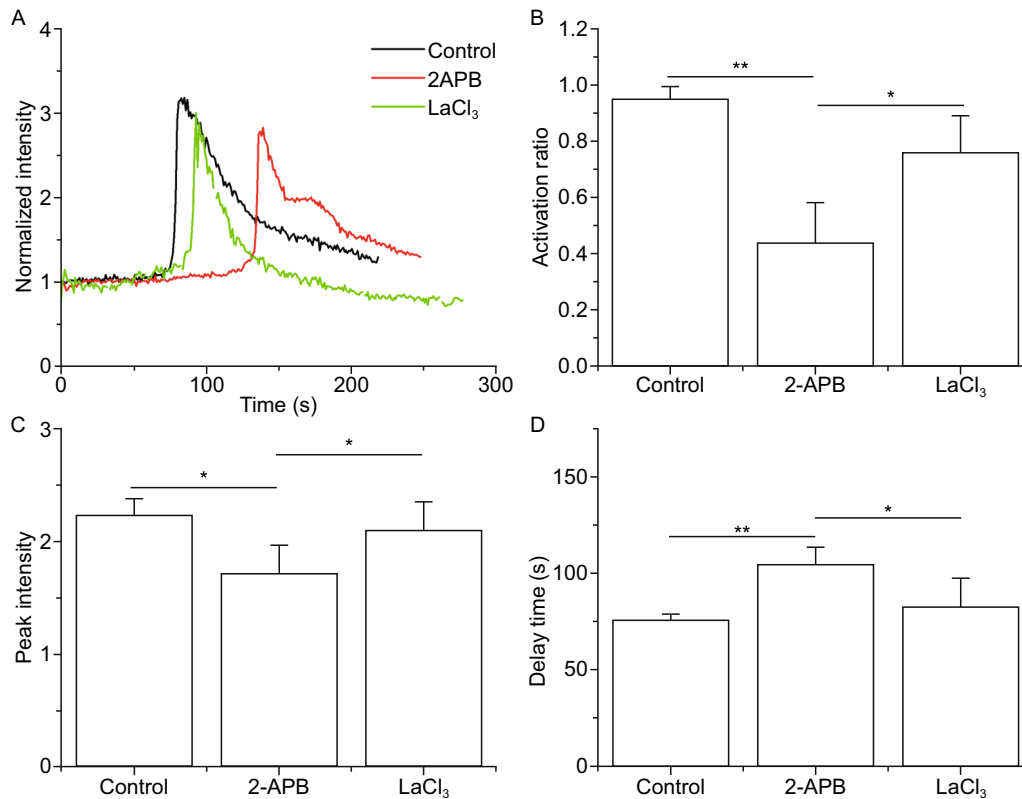 A
Normalized intensity
4
3
2
1
0
0
100
200
300
Time (s)
Control
2APB
LaCl₃
B
Activation ratio
1.2
1.0
0.8
0.6
0.4
0.2
0.0
**
*
Control
2-APB
LaCl₃
C
Peak intensity
3
2
1
0
*
*
Control
2-APB
LaCl₃
D
Delay time (s)
150
100
50
0
**
*
Control
2-APB
LaCl₃